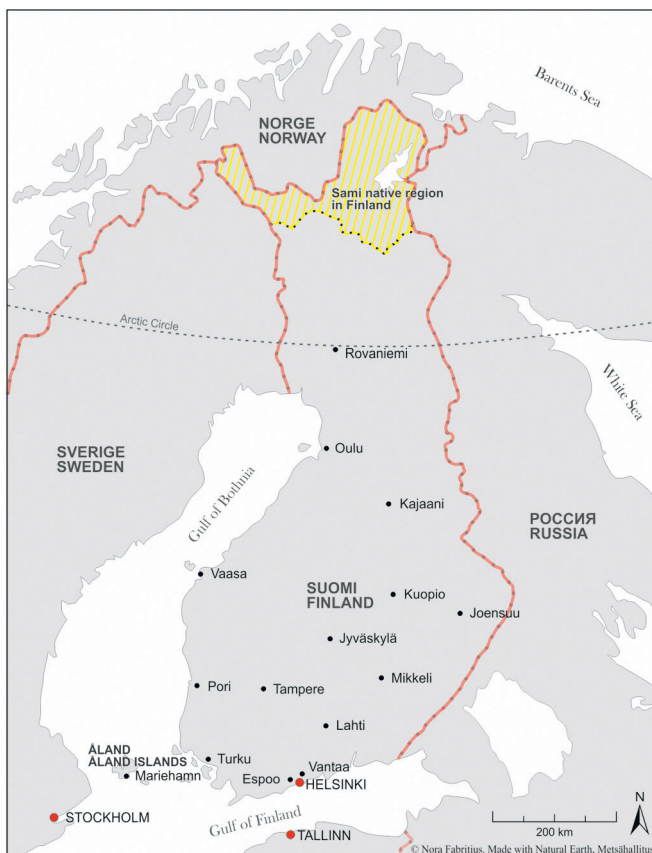 Barents Sea
NORGE
NORWAY
Sami native region
in Finland
Arctic Circle
Rovaniemi
White Sea
Oulu
SVERIGE
SWEDEN
Gulf of Bothnia
Kajaani
РОССИЯ
RUSSIA
Vaasa
SUOMI
FINLAND
Kuopio
Joensuu
Jyväskylä
Mikkeli
Pori
Tampere
Lahti
ÅLAND
ÅLAND ISLANDS
Mariehamn
Turku
Vantaa
Espoo
HELSINKI
STOCKHOLM
Gulf of Finland
TALLINN
N
200 km
© Nora Fabritius, Made with Natural Earth, Metsähallitus